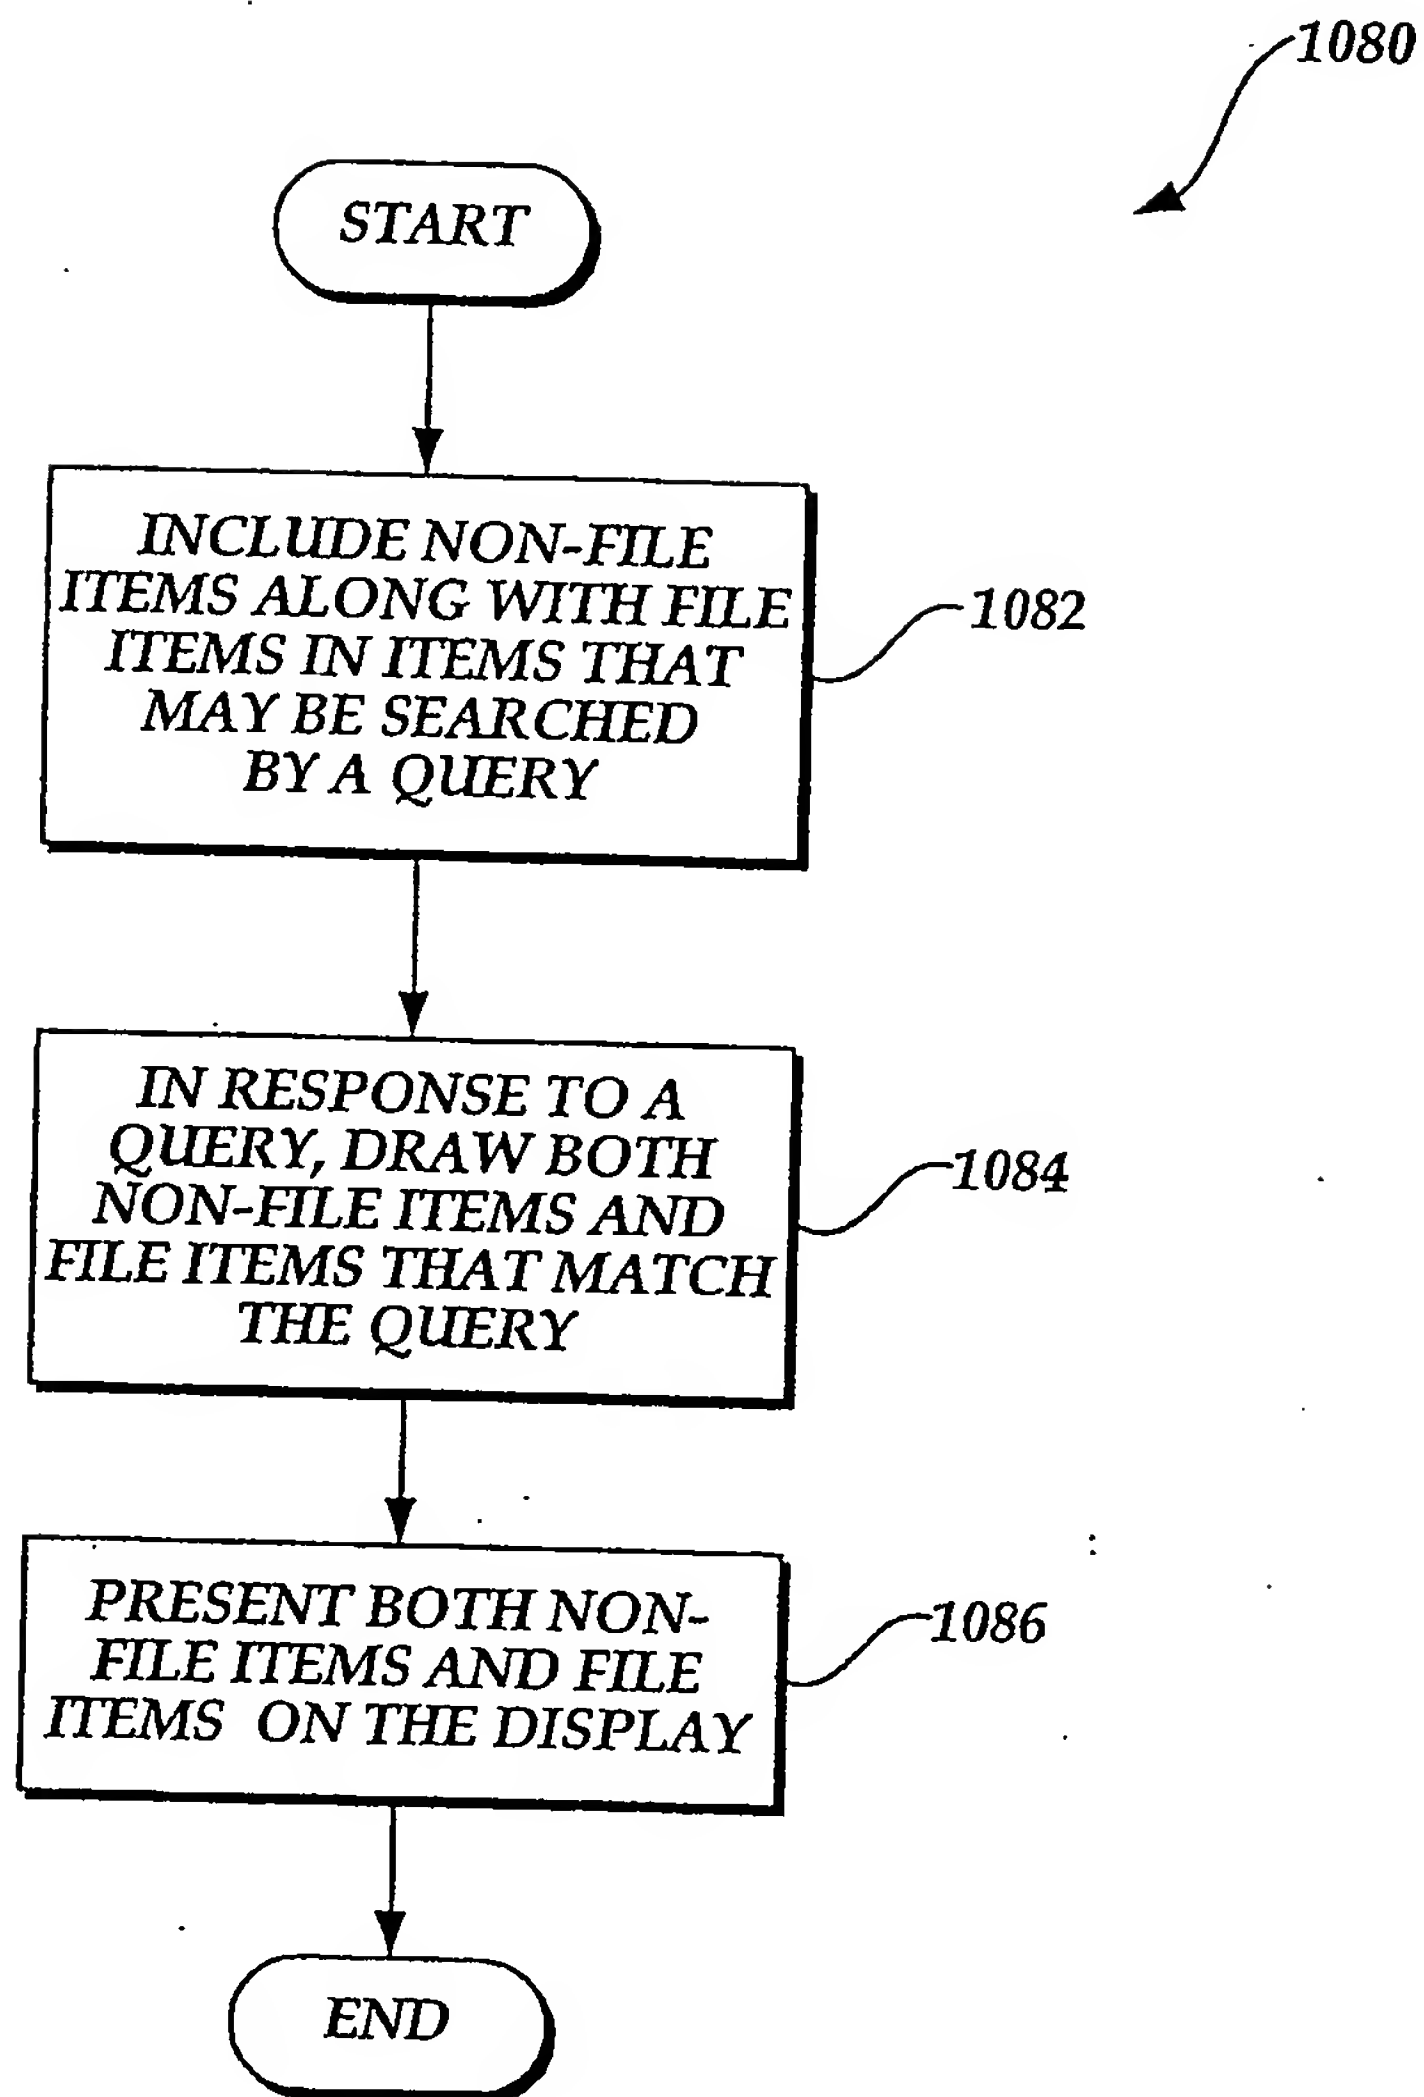 1080
START
INCLUDE NON-FILE
ITEMS ALONG WITH FILE
ITEMS IN ITEMS THAT
MAY BE SEARCHED
BY A QUERY
1082
IN RESPONSE TO A
QUERY, DRAW BOTH
NON-FILE ITEMS AND
FILE ITEMS THAT MATCH
THE QUERY
1084
PRESENT BOTH NON-
FILE ITEMS AND FILE
ITEMS ON THE DISPLAY
1086
END